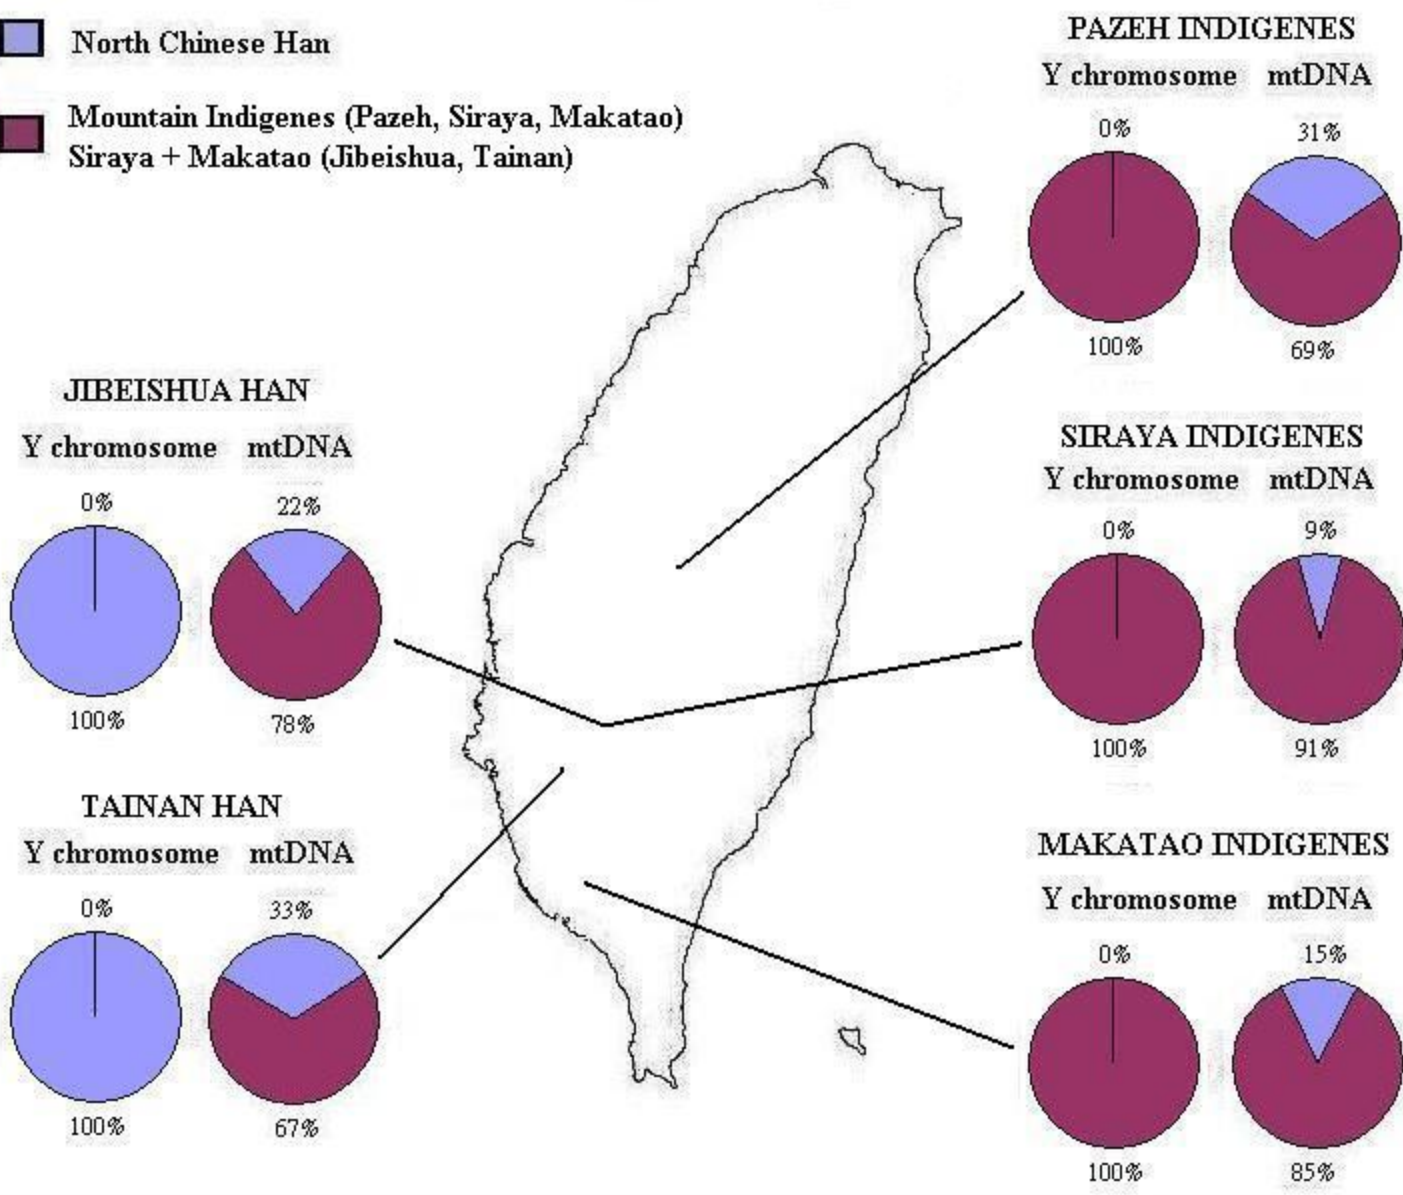 North Chinese Han
Mountain Indigenes (Pazeh, Siraya, Makatao)
Siraya + Makatao (Jibeishua, Tainan)
PAZEH INDIGENES
Y chromosome mtDNA
0% 31%
100% 69%
JIBEISHUA HAN
Y chromosome mtDNA
0% 22%
100% 78%
SIRAYA INDIGENES
Y chromosome mtDNA
0% 9%
100% 91%
TAINAN HAN
Y chromosome mtDNA
0% 33%
100% 67%
MAKATAO INDIGENES
Y chromosome mtDNA
0% 15%
100% 85%